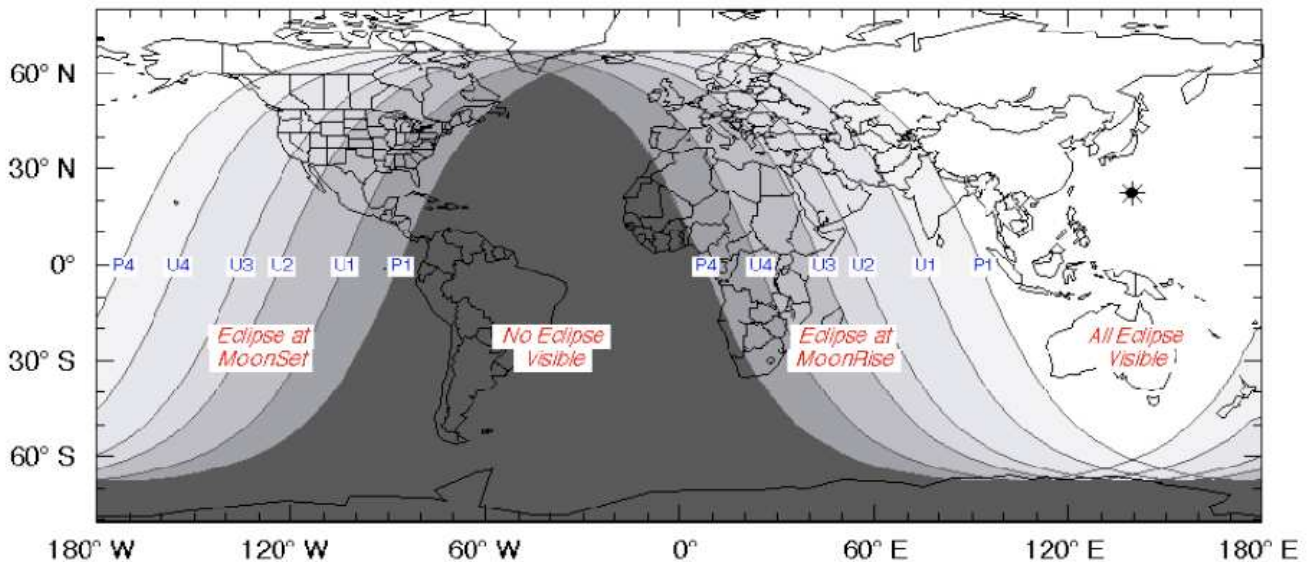 60° N
30° N
0°
30° S
60° S
P4 U4 U3 U2 U1 P1 P4 U4 U3 U2 U1 P1
Eclipse at
MoonSet
No Eclipse
Visible
Eclipse at
MoonRise
All Eclipse
Visible
180° W 120° W 60° W 0° 60° E 120° E 180° E